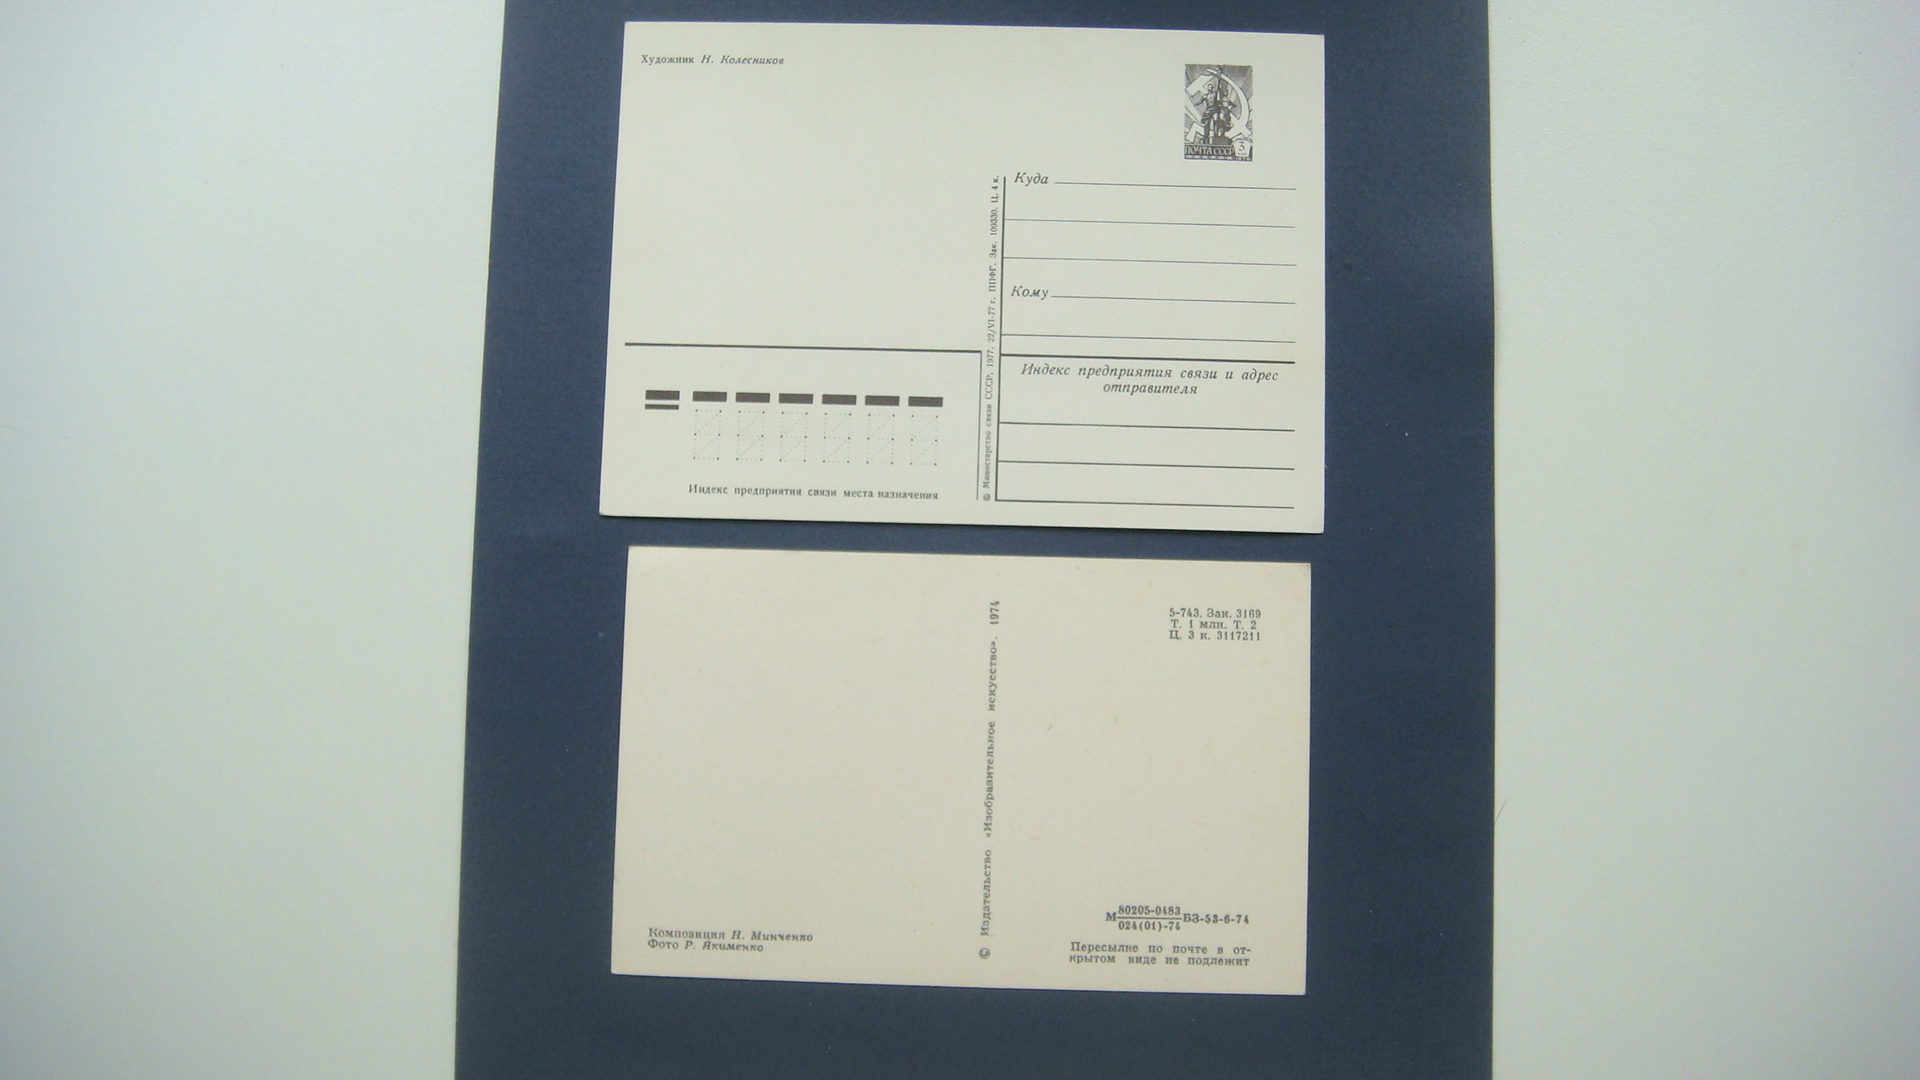 Художник Н. Колесников
ПОЧТА СССР 3
Куда
Кому
Индекс предприятия связи и адрес
отправителя
© Министерство связи СССР, 1977. 22/VI-77 г. ППФГ. Зак. 109330. Ц. 4 к.
Индекс предприятия связи места назначения
5-743. Зак. 3169
Т. 1 млн. Т. 2
Ц. 3 к. 3117211
© Издательство «Изобразительное искусство». 1974
Композиция Н. Минченко
Фото Р. Якименко
М 80205-0483 БЗ-53-6-74
024(01)-74
Пересылке по почте в от-
крытом виде не подлежит